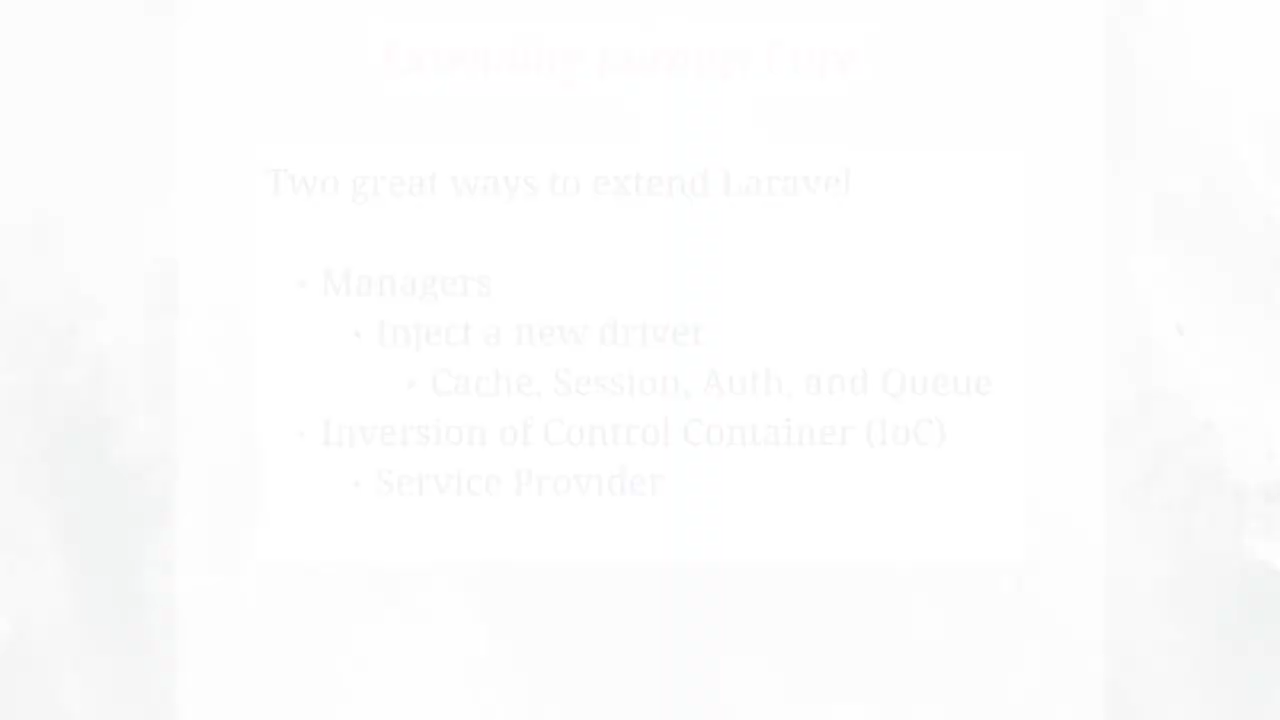 Two great ways to extend Laravel
• Managers
• Inject a new driver
• Cache, Session, Auth, and Queue
• Inversion of Control Container (IoC)
• Service Provider